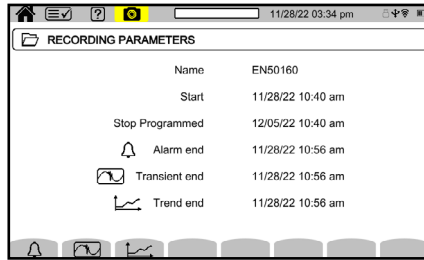 ?
11/28/22 03:34 pm
RECORDING PARAMETERS
Name EN50160
Start 11/28/22 10:40 am
Stop Programmed 12/05/22 10:40 am
Alarm end 11/28/22 10:56 am
Transient end 11/28/22 10:56 am
Trend end 11/28/22 10:56 am